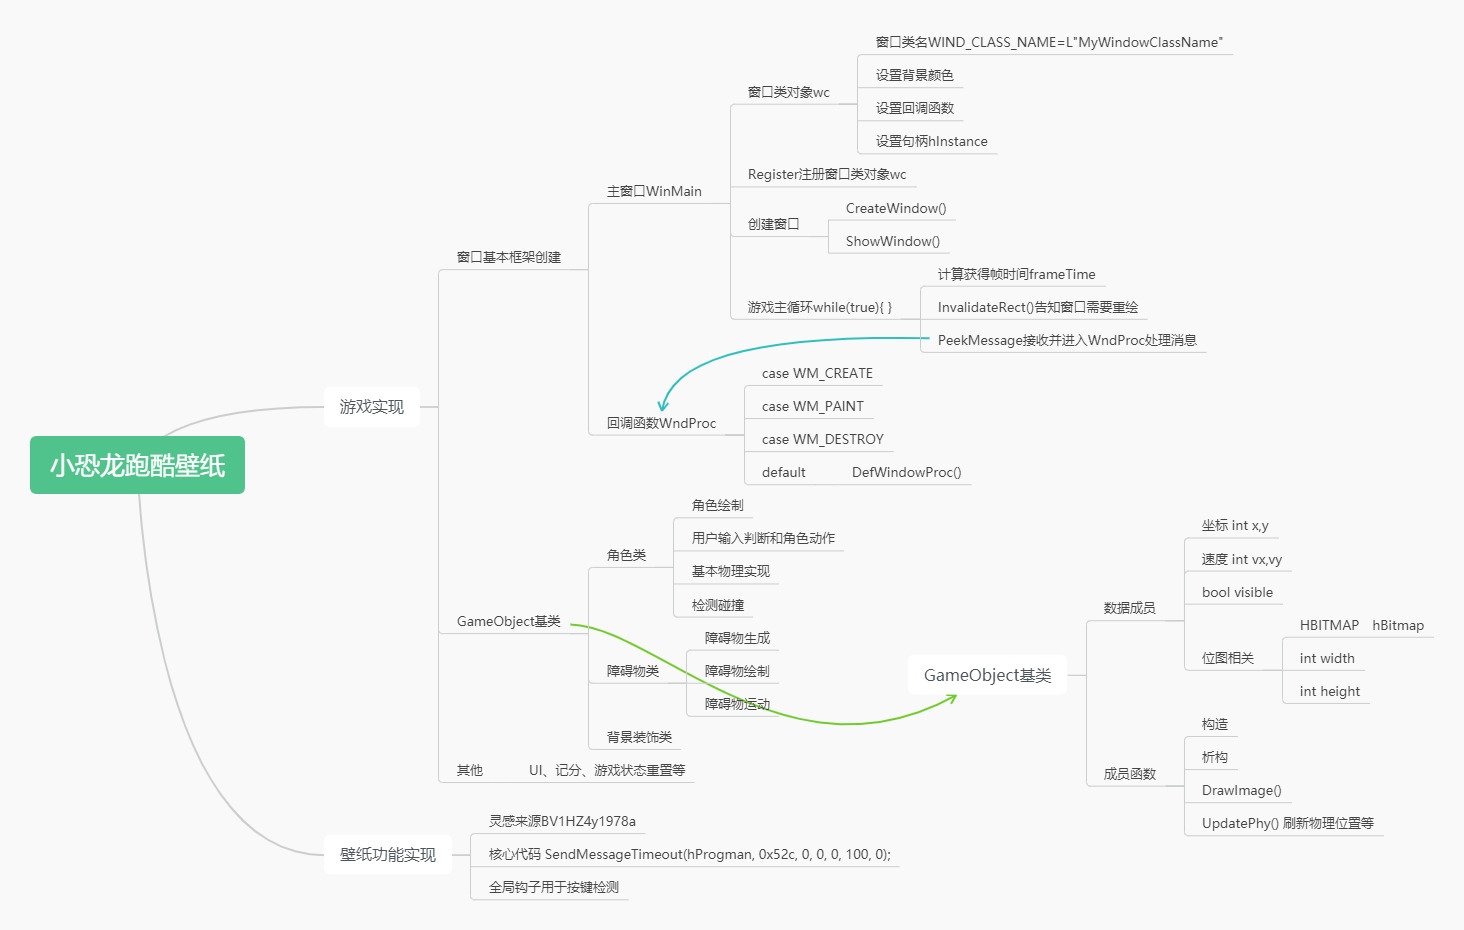 小恐龙跑酷壁纸
游戏实现
窗口基本框架创建
主窗口WinMain
窗口类对象wc
窗口类名WIND_CLASS_NAME=L"MyWindowClassName"
设置背景颜色
设置回调函数
设置句柄hInstance
Register注册窗口类对象wc
创建窗口
CreateWindow()
ShowWindow()
游戏主循环while(true){ }
计算获得帧时间frameTime
InvalidateRect()告知窗口需要重绘
PeekMessage接收并进入WndProc处理消息
回调函数WndProc
case WM_CREATE
case WM_PAINT
case WM_DESTROY
default
DefWindowProc()
GameObject基类
角色类
角色绘制
用户输入判断和角色动作
基本物理实现
检测碰撞
障碍物类
障碍物生成
障碍物绘制
障碍物运动
背景装饰类
其他
UI、记分、游戏状态重置等
壁纸功能实现
灵感来源BV1HZ4y1978a
核心代码 SendMessageTimeout(hProgman, 0x52c, 0, 0, 0, 100, 0);
全局钩子用于按键检测
GameObject基类
数据成员
坐标 int x,y
速度 int vx,vy
bool visible
位图相关
HBITMAP hBitmap
int width
int height
成员函数
构造
析构
DrawImage()
UpdatePhy() 刷新物理位置等